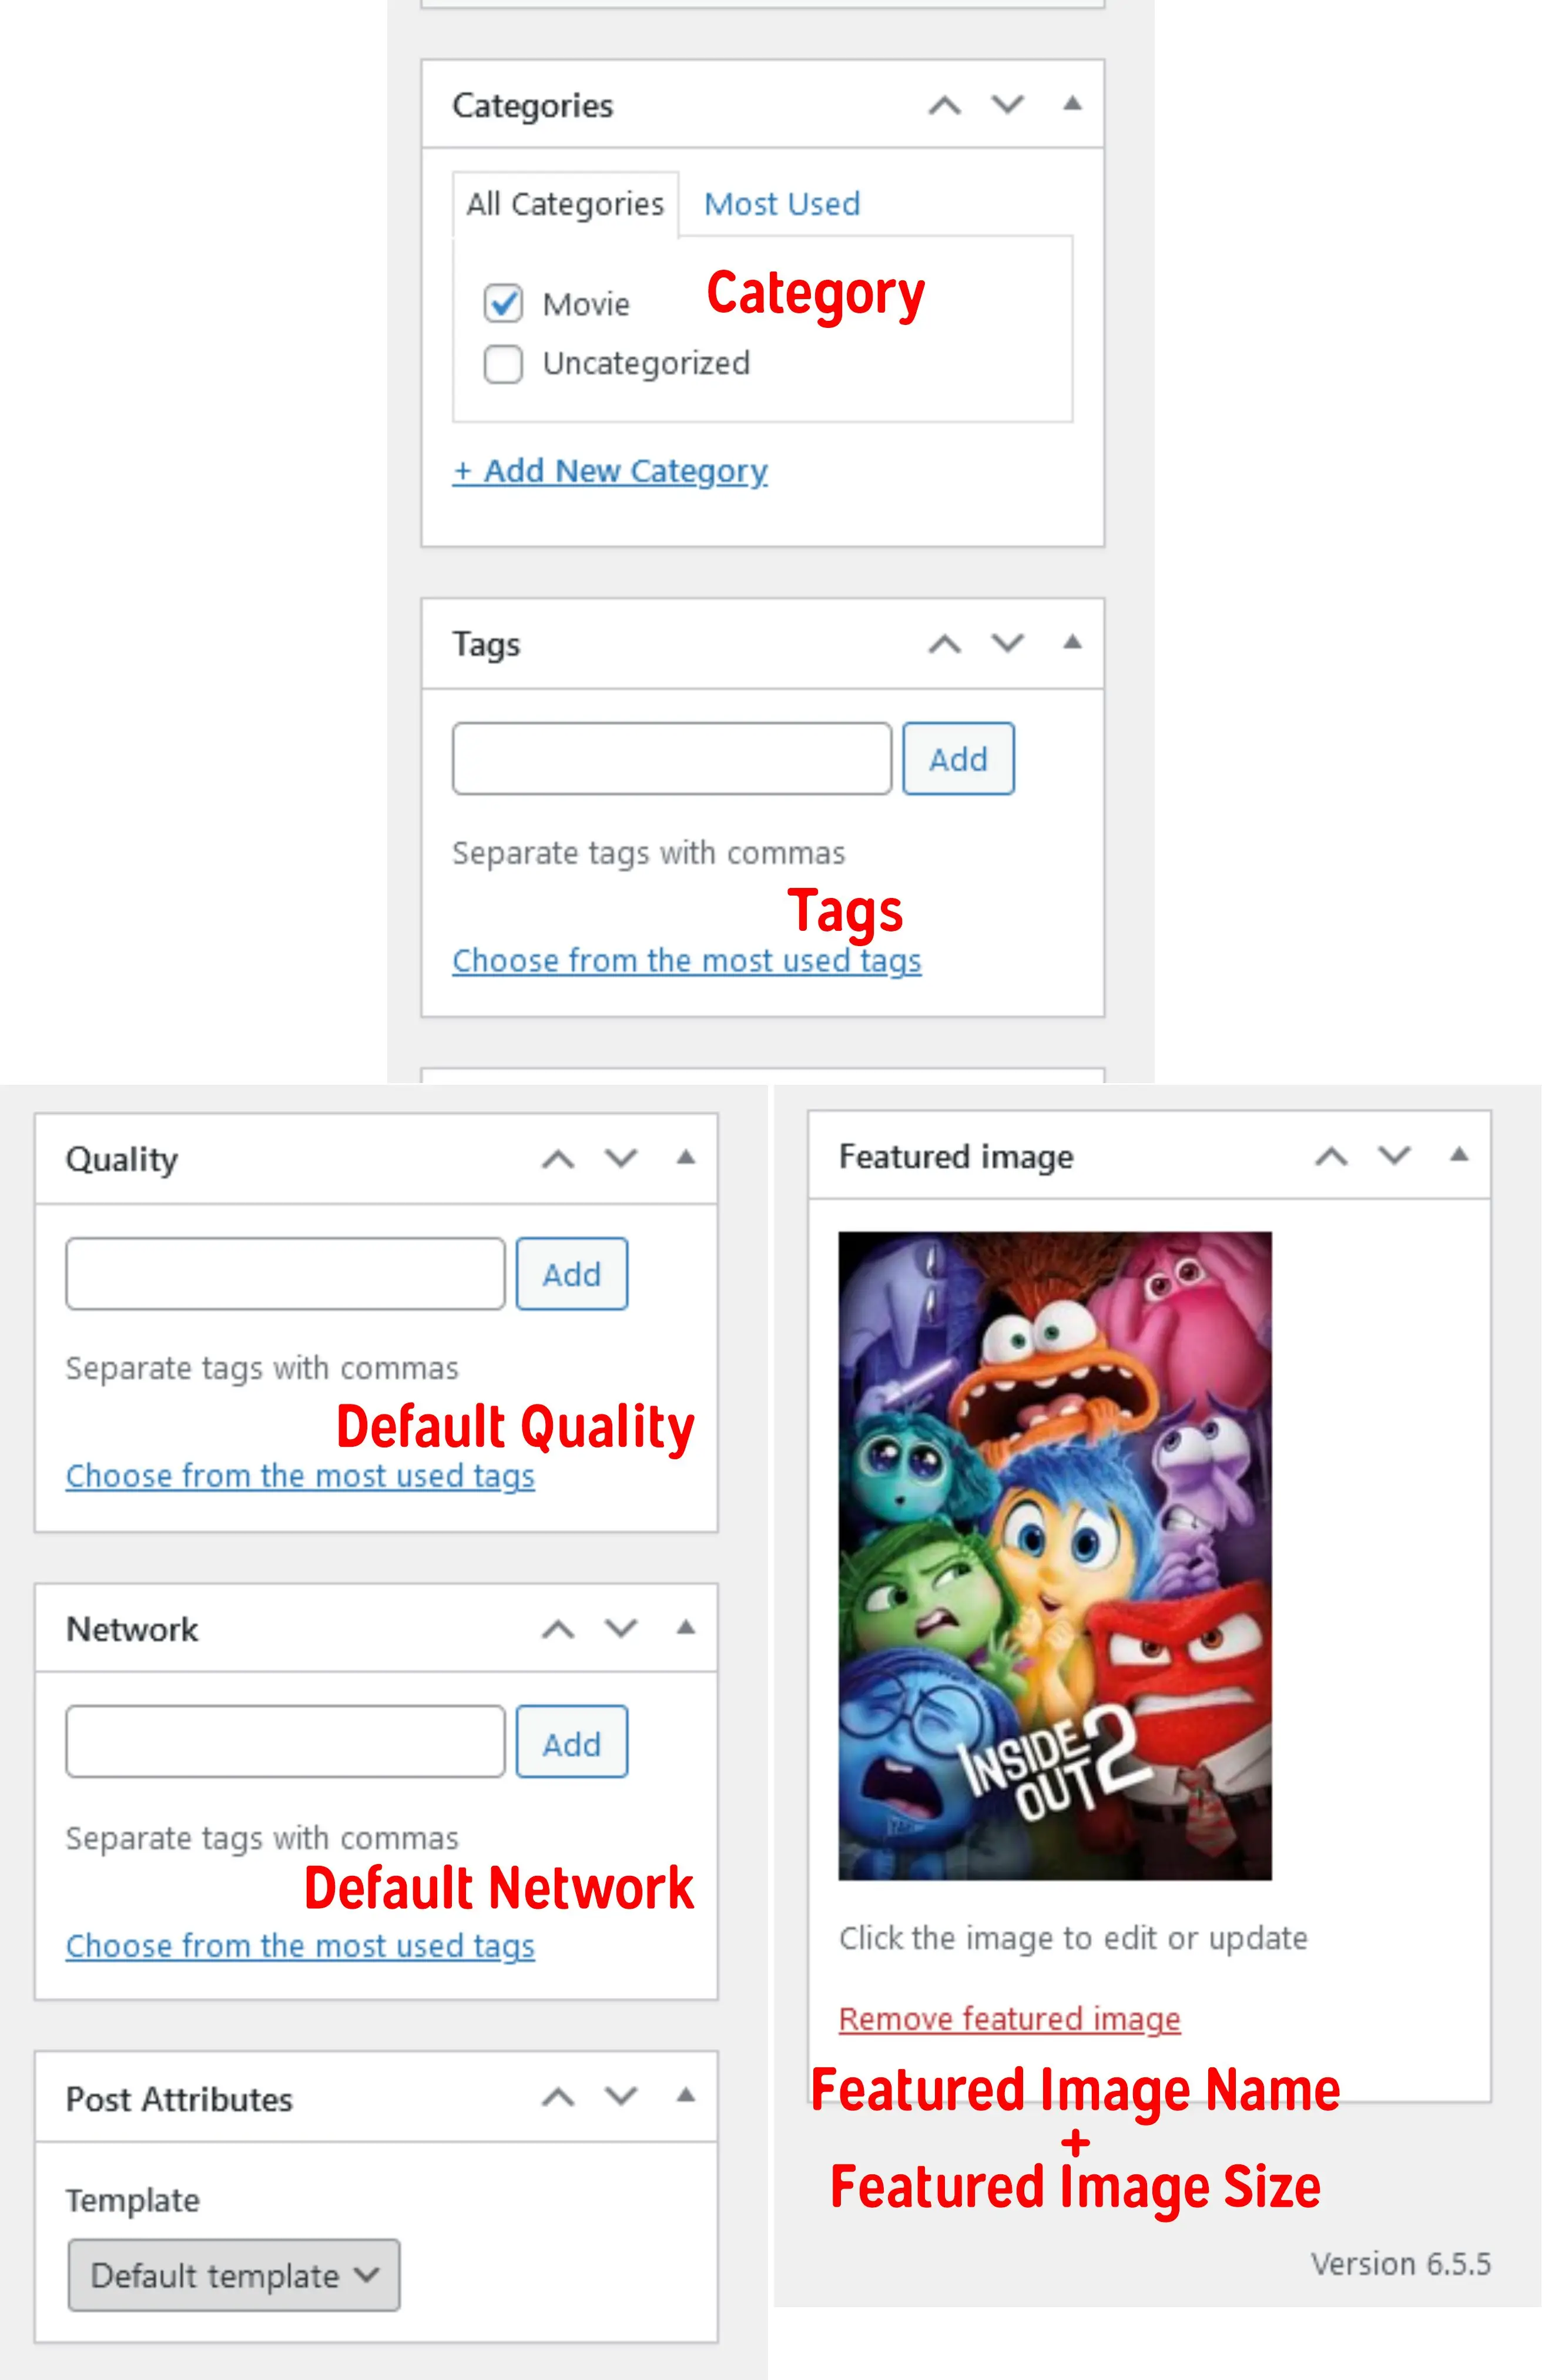 Categories
All Categories
Most Used
Movie
Category
Uncategorized
+ Add New Category
Tags
Add
Separate tags with commas
Tags
Choose from the most used tags
Quality
Add
Separate tags with commas
Default Quality
Choose from the most used tags
Network
Add
Separate tags with commas
Default Network
Choose from the most used tags
Post Attributes
Template
Default template
Featured image
INSIDE
OUT 2
Click the image to edit or update
Remove featured image
Featured Image Name
+
Featured Image Size
Version 6.5.5